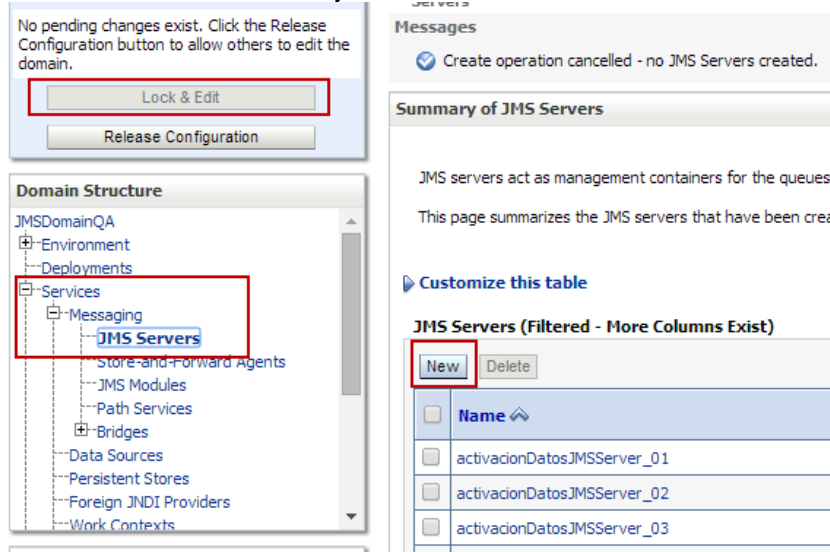 No pending changes exist. Click the Release
Configuration button to allow others to edit the
domain.
Lock & Edit
Release Configuration
Domain Structure
JMSDomainQA
Environment
Deployments
Services
Messaging
JMS Servers
Store-and-Forward Agents
JMS Modules
Path Services
Bridges
Data Sources
Persistent Stores
Foreign JNDI Providers
Work Contexts
Servers
Messages
Create operation cancelled - no JMS Servers created.
Summary of JMS Servers
JMS servers act as management containers for the queues
This page summarizes the JMS servers that have been crea
Customize this table
JMS Servers (Filtered - More Columns Exist)
New Delete
Name
activacionDatosJMSServer_01
activacionDatosJMSServer_02
activacionDatosJMSServer_03